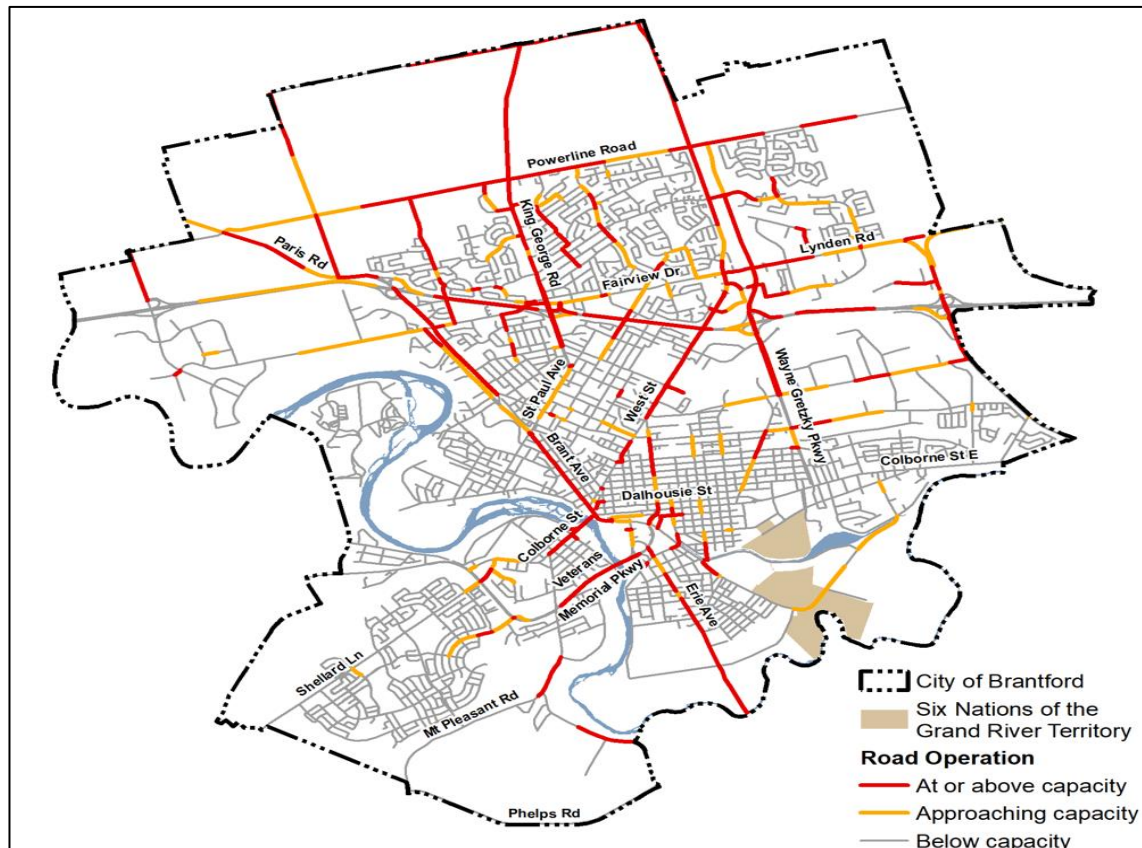 Powerline Road
King George Rd
Paris Rd
Lynden Rd
Fairview Dr
Wayne Gretzky Pkwy
St Paul Ave
West St
Brant Ave
Colborne St E
Dalhousie St
Colborne St
Veterans
Memorial Pkwy
Erie Ave
Shellard Ln
Mt Pleasant Rd
Phelps Rd
City of Brantford
Six Nations of the
Grand River Territory
Road Operation
At or above capacity
Approaching capacity
Below capacity